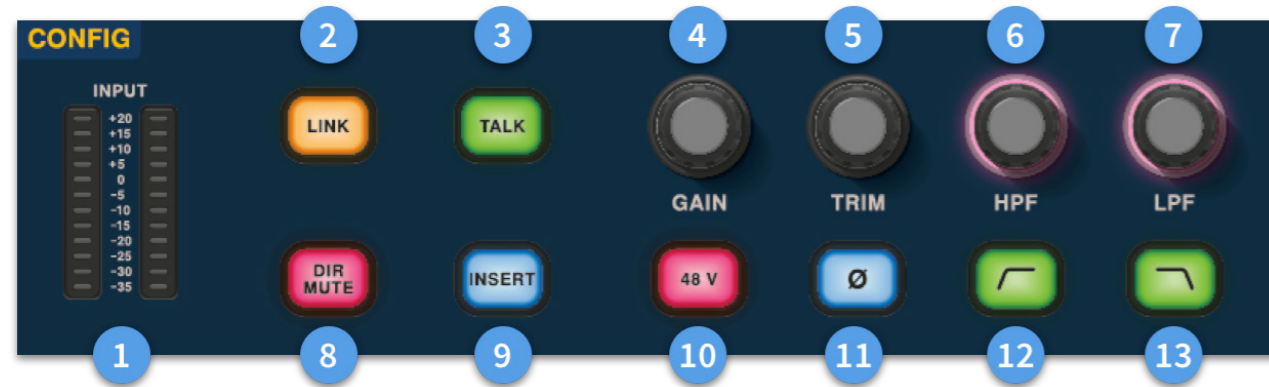 CONFIG
2
3
4
5
6
7
INPUT
+20
+15
+10
+5
0
−5
−10
−15
−20
−25
−30
−35
LINK
TALK
GAIN
TRIM
HPF
LPF
DIR
MUTE
INSERT
48 V
Ø
1
8
9
10
11
12
13